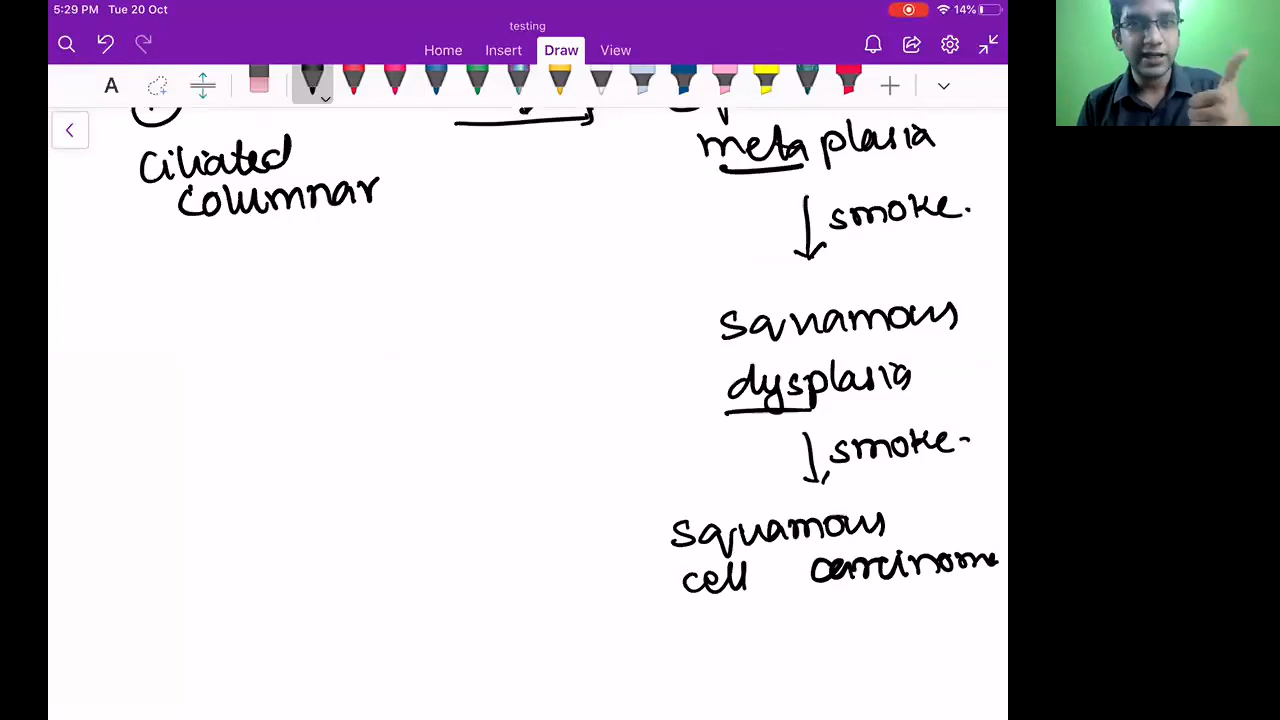 5:29 PM Tue 20 Oct
14%
testing
Home Insert Draw View
A
ciliated
columnar
metaplasia
smoke.
squamous
dysplasia
smoke-
squamous
cell carcinoma